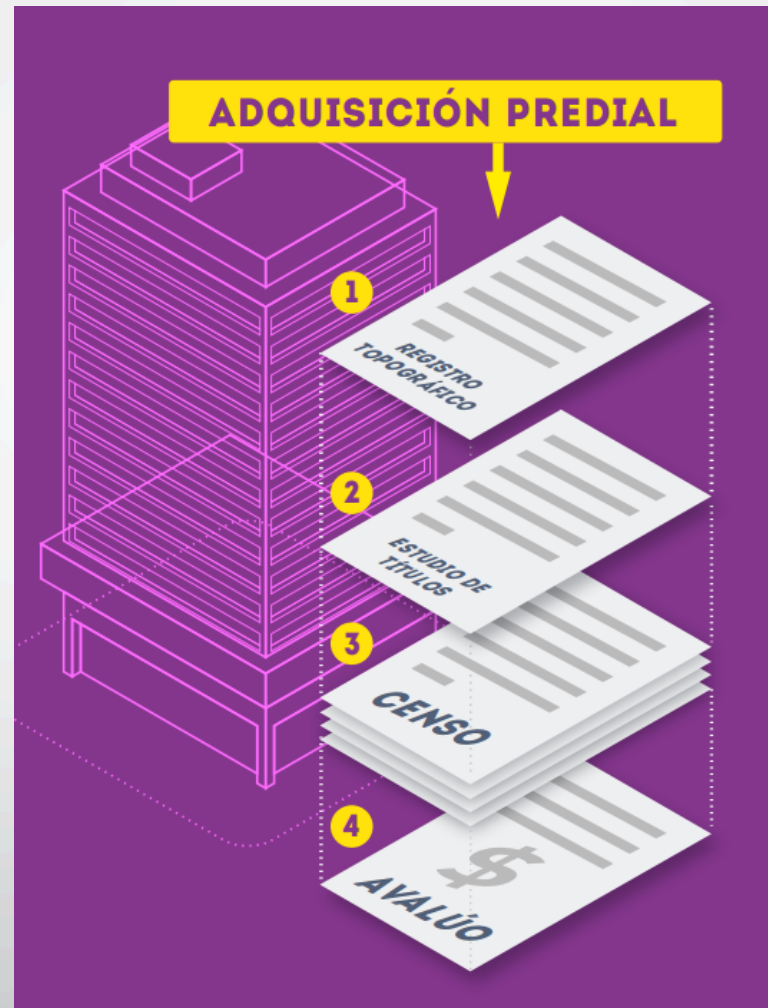 ADQUISICIÓN PREDIAL
1
REGISTRO
TOPOGRÁFICO
2
ESTUDIO DE
TÍTULOS
3
CENSO
4
$
AVALÚO